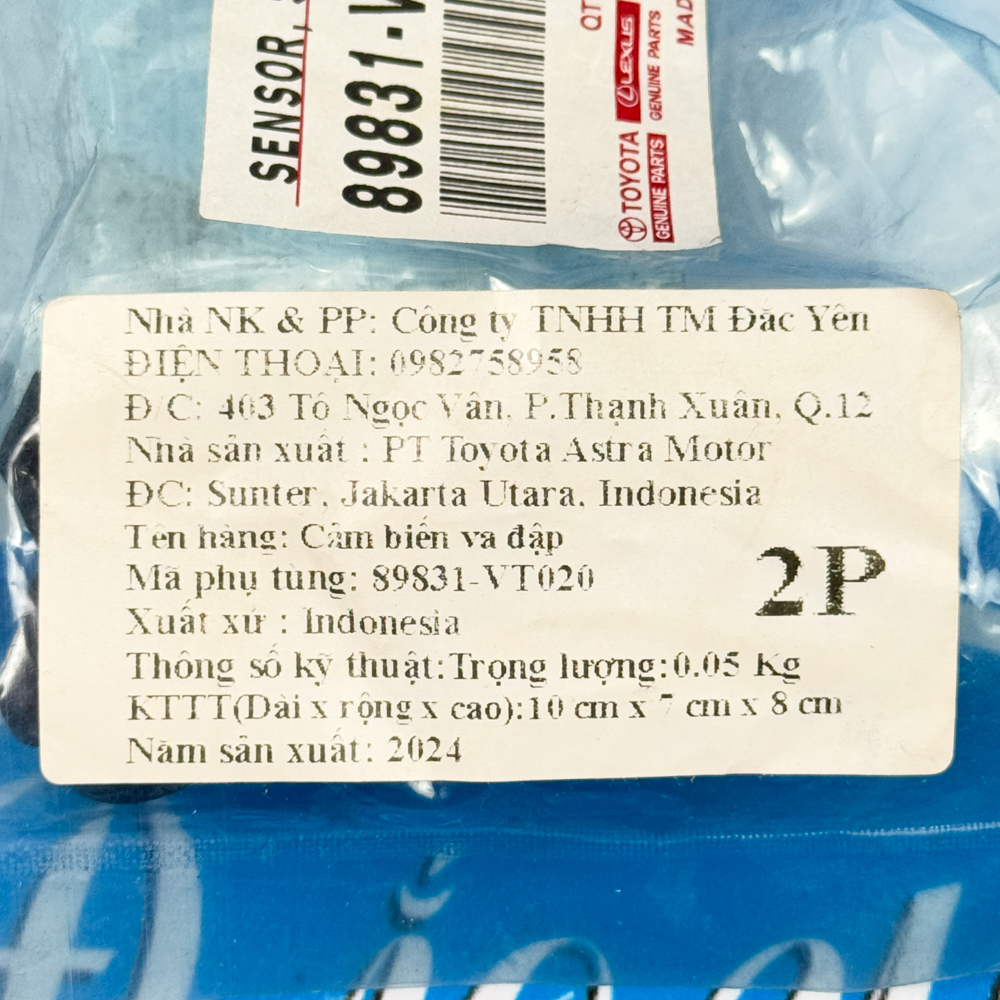 SENSOR,
8983 1-V
QT
MAD
TOYOTA LEXUS
GENUINE PARTS GENUINE PARTS
Nhà NK & PP: Công ty TNHH TM Đắc Yên
ĐIỆN THOẠI: 0982758958
Đ/C: 403 Tô Ngọc Vân, P.Thạnh Xuân, Q.12
Nhà sản xuất : PT Toyota Astra Motor
ĐC: Sunter, Jakarta Utara, Indonesia
Tên hàng: Cảm biến va đập
Mã phụ tùng: 89831-VT020
2P
Xuất xứ : Indonesia
Thông số kỹ thuật:Trọng lượng:0.05 Kg
KTTT(Dài x rộng x cao):10 cm x 7 cm x 8 cm
Năm sản xuất: 2024